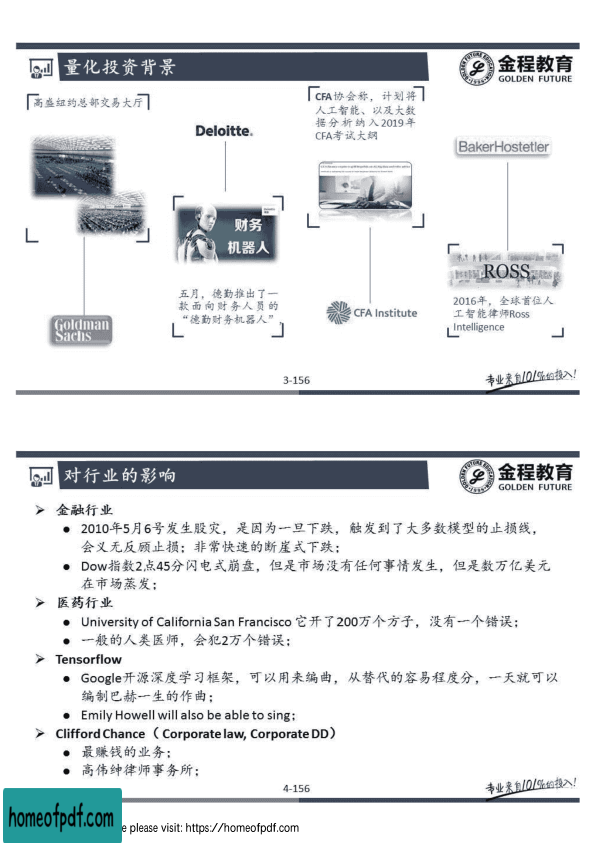 量化投资背景
金程教育
GOLDEN FUTURE
高盛纽约总部交易大厅
Goldman
Sachs
Deloitte.
财务
机器人
五月，德勤推出了一
款面向财务人员的
“德勤财务机器人”
CFA协会称，计划将
人工智能、以及大数
据分析纳入2019年
CFA考试大纲
CFA Institute
BakerHostetler
ROSS
2016年，全球首位人
工智能律师Ross
Intelligence
3-156
专业来自101%的投入!
对行业的影响
金程教育
GOLDEN FUTURE
➢ 金融行业
● 2010年5月6号发生股灾，是因为一旦下跌，触发到了大多数模型的止损线，
会义无反顾止损；非常快速的断崖式下跌；
● Dow指数2点45分闪电式崩盘，但是市场没有任何事情发生，但是数万亿美元
在市场蒸发；
➢ 医药行业
● University of California San Francisco 它开了200万个方子，没有一个错误；
● 一般的人类医师，会犯2万个错误；
➢ Tensorflow
● Google开源深度学习框架，可以用来编曲，从替代的容易程度分，一天就可以
编制巴赫一生的作曲；
● Emily Howell will also be able to sing；
➢ Clifford Chance（ Corporate law, Corporate DD）
● 最赚钱的业务；
● 高伟绅律师事务所；
4-156
专业来自101%的投入!
homeofpdf.com
e please visit: https://homeofpdf.com